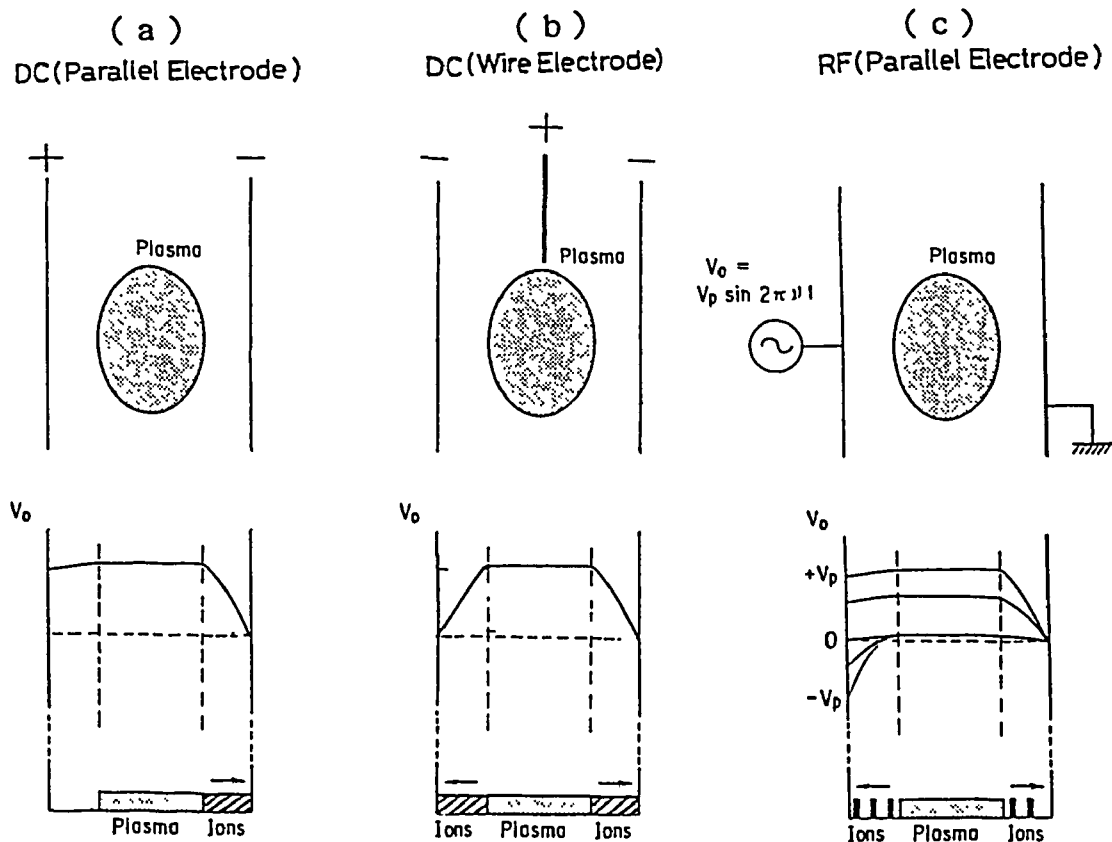 ( a )
DC(Parallel Electrode)
+
−
Plasma
V₀
Plasma
Ions
( b )
DC(Wire Electrode)
+
−
−
Plasma
V₀
Ions
Plasma
Ions
( c )
RF(Parallel Electrode)
Plasma
V₀ =
Vₚ sin 2πνt
V₀
+Vₚ
0
−Vₚ
Ions
Plasma
Ions